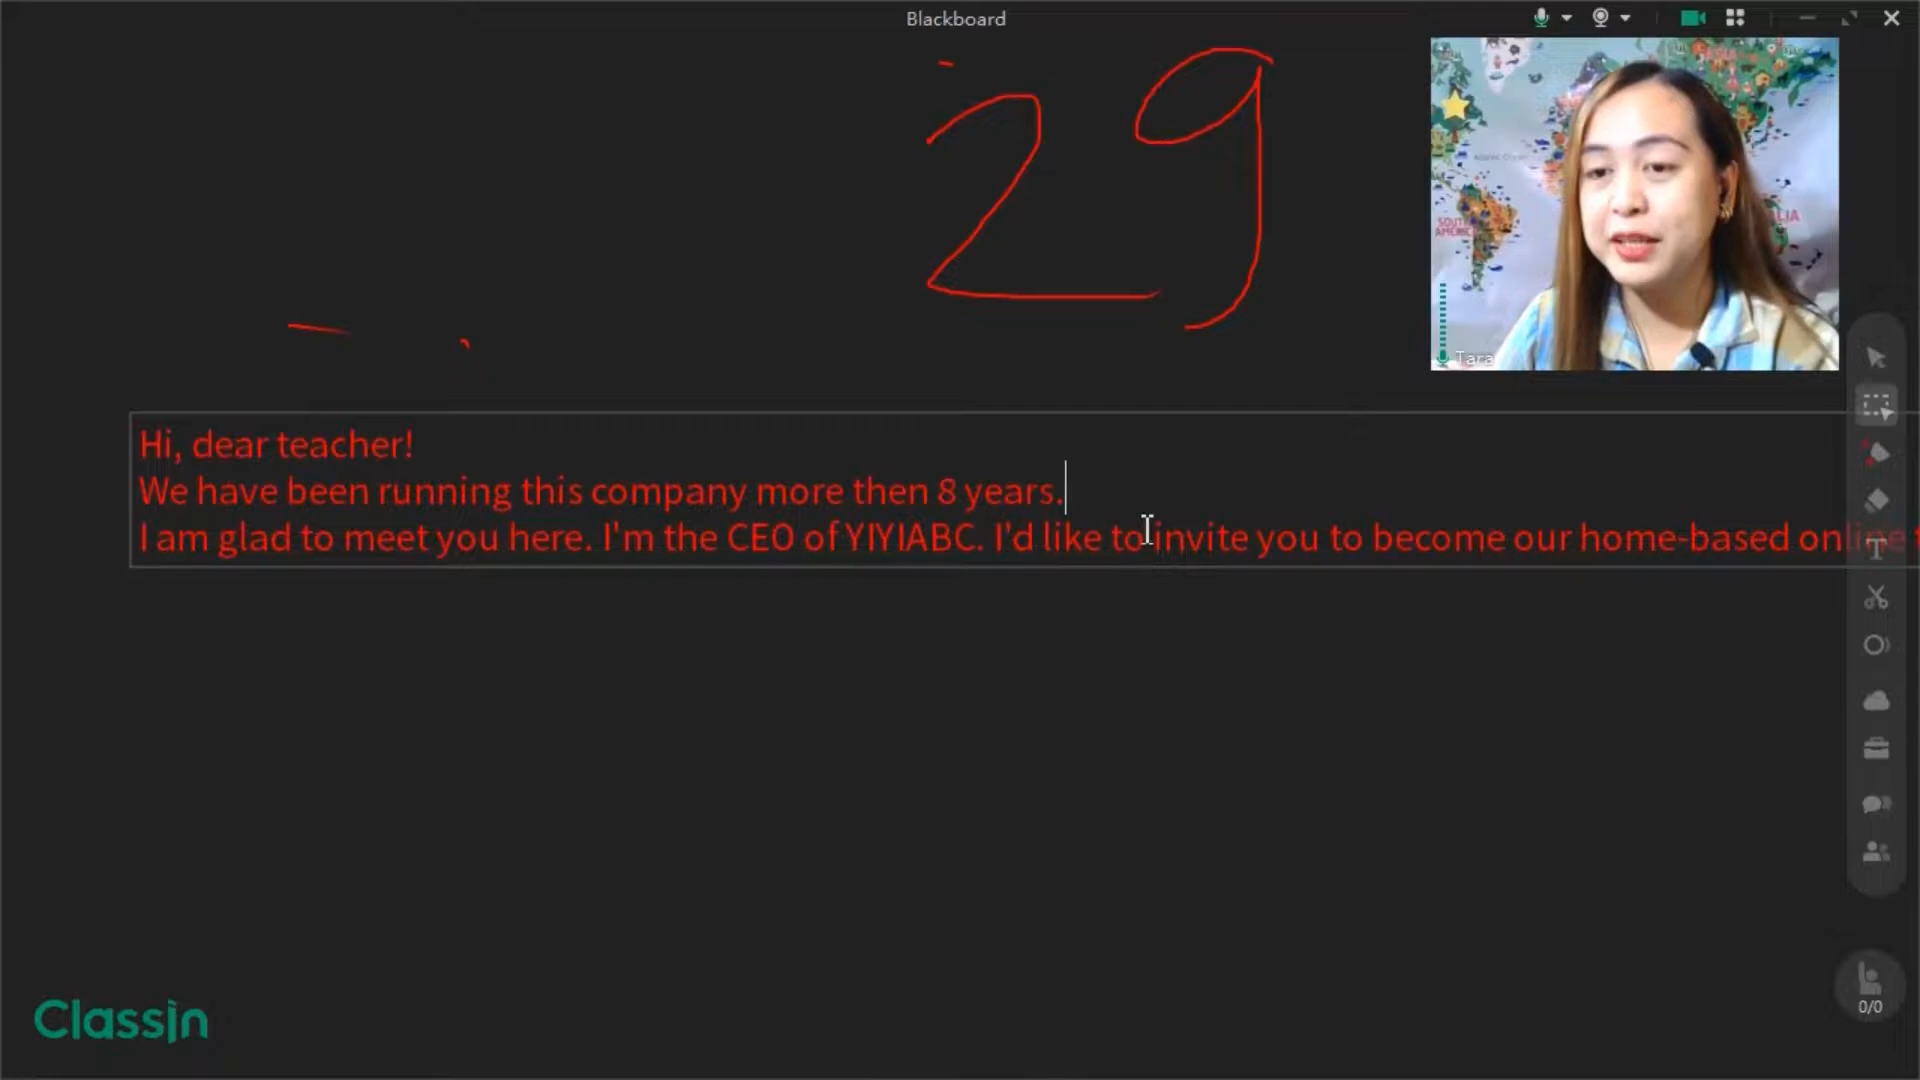 Blackboard
29
SOUTH AMERICA
Tara
Hi, dear teacher!
We have been running this company more then 8 years.
I am glad to meet you here. I'm the CEO of YIYIABC. I'd like to invite you to become our home-based online t
T
0/0
ClassIn